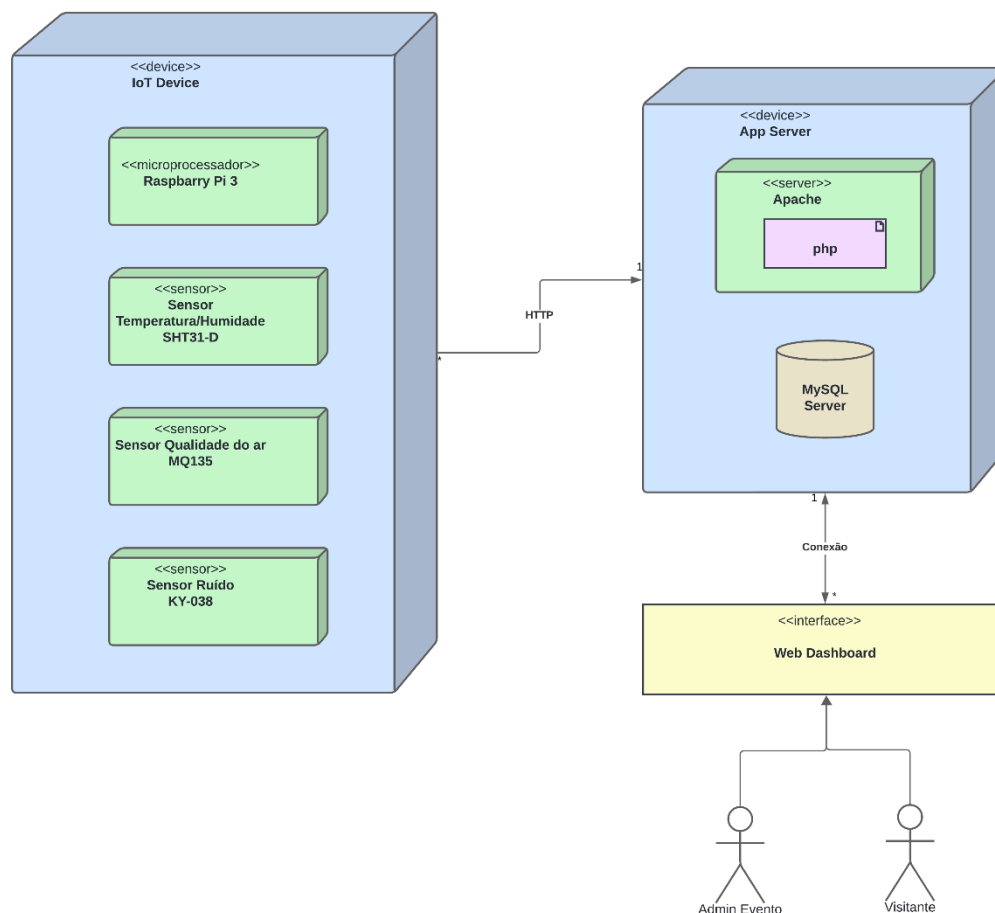 <<device>>
IoT Device
<<microprocessador>>
Raspbarry Pi 3
<<sensor>>
Sensor
Temperatura/Humidade
SHT31-D
<<sensor>>
Sensor Qualidade do ar
MQ135
<<sensor>>
Sensor Ruído
KY-038
*
HTTP
1
<<device>>
App Server
<<server>>
Apache
php
MySQL
Server
1
Conexão
*
<<interface>>
Web Dashboard
Admin Evento
Visitante